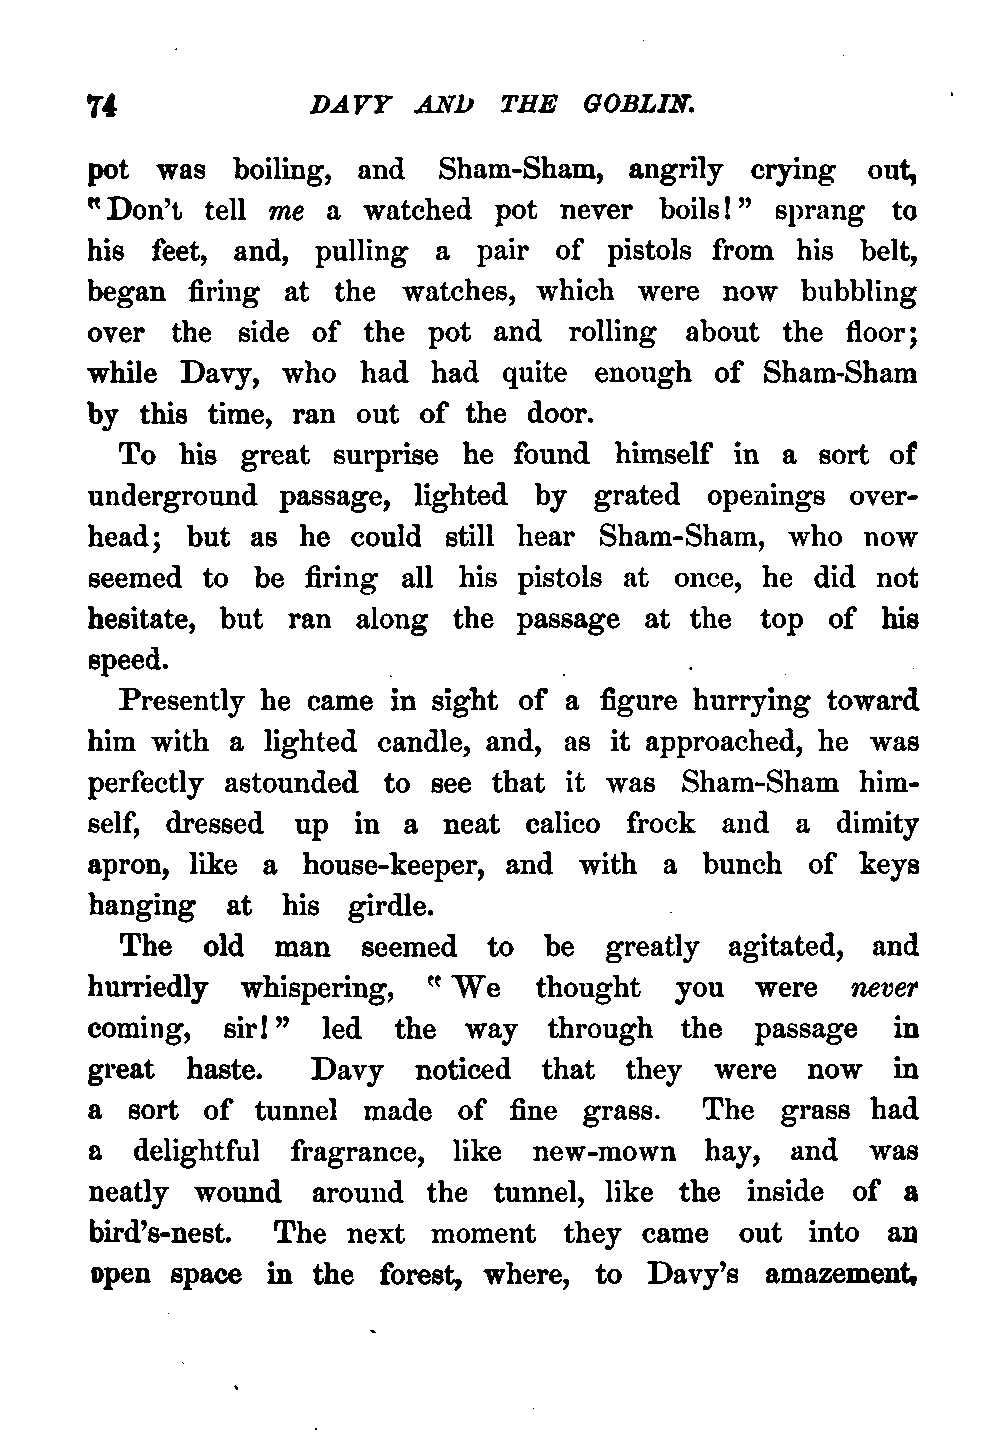 74 DAVY AND THE GOBLIN.
pot was boiling, and Sham-Sham, angrily crying out,
"Don't tell me a watched pot never boils!" sprang to
his feet, and, pulling a pair of pistols from his belt,
began firing at the watches, which were now bubbling
over the side of the pot and rolling about the floor;
while Davy, who had had quite enough of Sham-Sham
by this time, ran out of the door.
To his great surprise he found himself in a sort of
underground passage, lighted by grated openings over-
head; but as he could still hear Sham-Sham, who now
seemed to be firing all his pistols at once, he did not
hesitate, but ran along the passage at the top of his
speed.
Presently he came in sight of a figure hurrying toward
him with a lighted candle, and, as it approached, he was
perfectly astounded to see that it was Sham-Sham him-
self, dressed up in a neat calico frock and a dimity
apron, like a house-keeper, and with a bunch of keys
hanging at his girdle.
The old man seemed to be greatly agitated, and
hurriedly whispering, "We thought you were never
coming, sir!" led the way through the passage in
great haste. Davy noticed that they were now in
a sort of tunnel made of fine grass. The grass had
a delightful fragrance, like new-mown hay, and was
neatly wound around the tunnel, like the inside of a
bird's-nest. The next moment they came out into an
open space in the forest, where, to Davy's amazement,